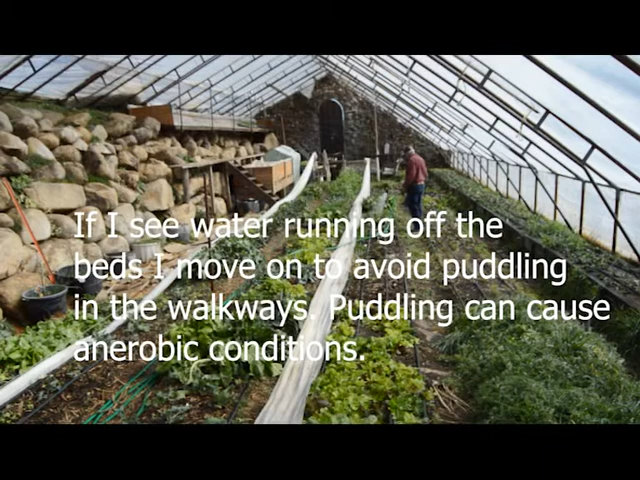 If I see water running off the
beds I move on to avoid puddling
in the walkways. Puddling can cause
anerobic conditions.